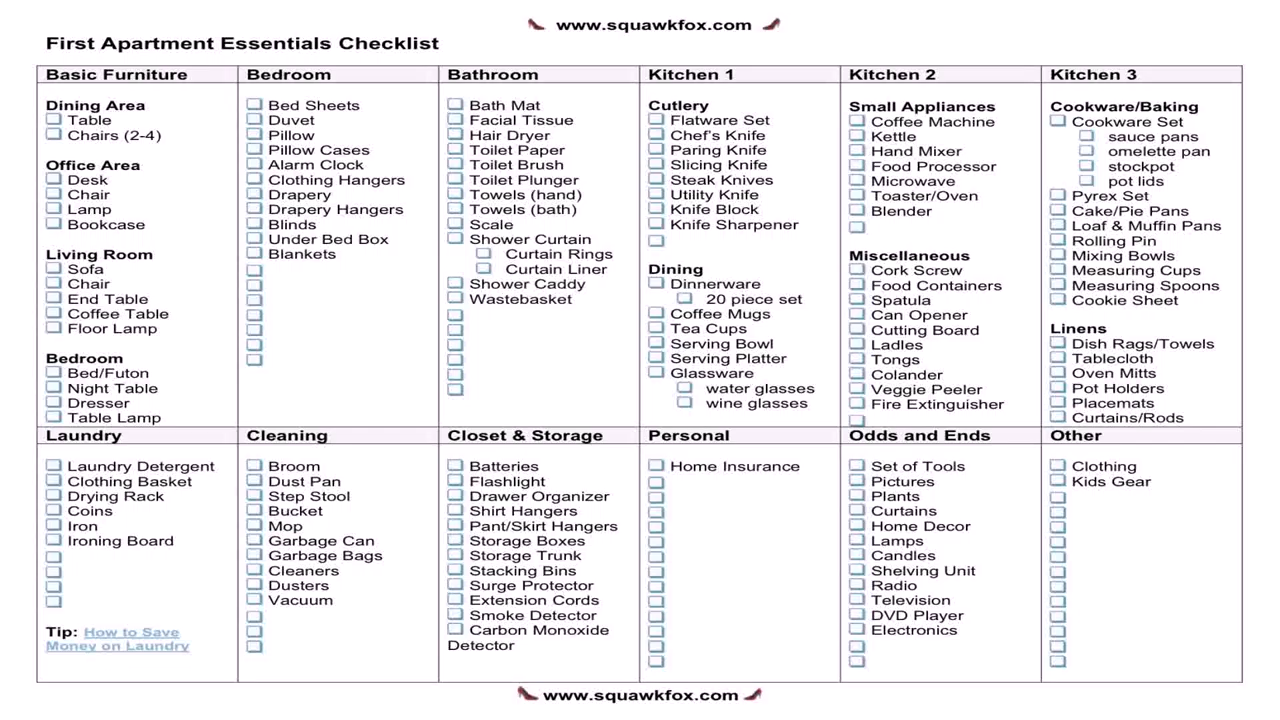 www.squawkfox.com
First Apartment Essentials Checklist
Basic Furniture
Dining Area
Table
Chairs (2-4)
Office Area
Desk
Chair
Lamp
Bookcase
Living Room
Sofa
Chair
End Table
Coffee Table
Floor Lamp
Bedroom
Bed/Futon
Night Table
Dresser
Table Lamp
Bedroom
Bed Sheets
Duvet
Pillow
Pillow Cases
Alarm Clock
Clothing Hangers
Drapery
Drapery Hangers
Blinds
Under Bed Box
Blankets
Bathroom
Bath Mat
Facial Tissue
Hair Dryer
Toilet Paper
Toilet Brush
Toilet Plunger
Towels (hand)
Towels (bath)
Scale
Shower Curtain
Curtain Rings
Curtain Liner
Shower Caddy
Wastebasket
Kitchen 1
Cutlery
Flatware Set
Chef's Knife
Paring Knife
Slicing Knife
Steak Knives
Utility Knife
Knife Block
Knife Sharpener
Dining
Dinnerware
20 piece set
Coffee Mugs
Tea Cups
Serving Bowl
Serving Platter
Glassware
water glasses
wine glasses
Kitchen 2
Small Appliances
Coffee Machine
Kettle
Hand Mixer
Food Processor
Microwave
Toaster/Oven
Blender
Miscellaneous
Cork Screw
Food Containers
Spatula
Can Opener
Cutting Board
Ladles
Tongs
Colander
Veggie Peeler
Fire Extinguisher
Kitchen 3
Cookware/Baking
Cookware Set
sauce pans
omelette pan
stockpot
pot lids
Pyrex Set
Cake/Pie Pans
Loaf & Muffin Pans
Rolling Pin
Mixing Bowls
Measuring Cups
Measuring Spoons
Cookie Sheet
Linens
Dish Rags/Towels
Tablecloth
Oven Mitts
Pot Holders
Placemats
Curtains/Rods
Laundry
Laundry Detergent
Clothing Basket
Drying Rack
Coins
Iron
Ironing Board
Tip: How to Save
Money on Laundry
Cleaning
Broom
Dust Pan
Step Stool
Bucket
Mop
Garbage Can
Garbage Bags
Cleaners
Dusters
Vacuum
Closet & Storage
Batteries
Flashlight
Drawer Organizer
Shirt Hangers
Pant/Skirt Hangers
Storage Boxes
Storage Trunk
Stacking Bins
Surge Protector
Extension Cords
Smoke Detector
Carbon Monoxide
Detector
Personal
Home Insurance
Odds and Ends
Set of Tools
Pictures
Plants
Curtains
Home Decor
Lamps
Candles
Shelving Unit
Radio
Television
DVD Player
Electronics
Other
Clothing
Kids Gear
www.squawkfox.com